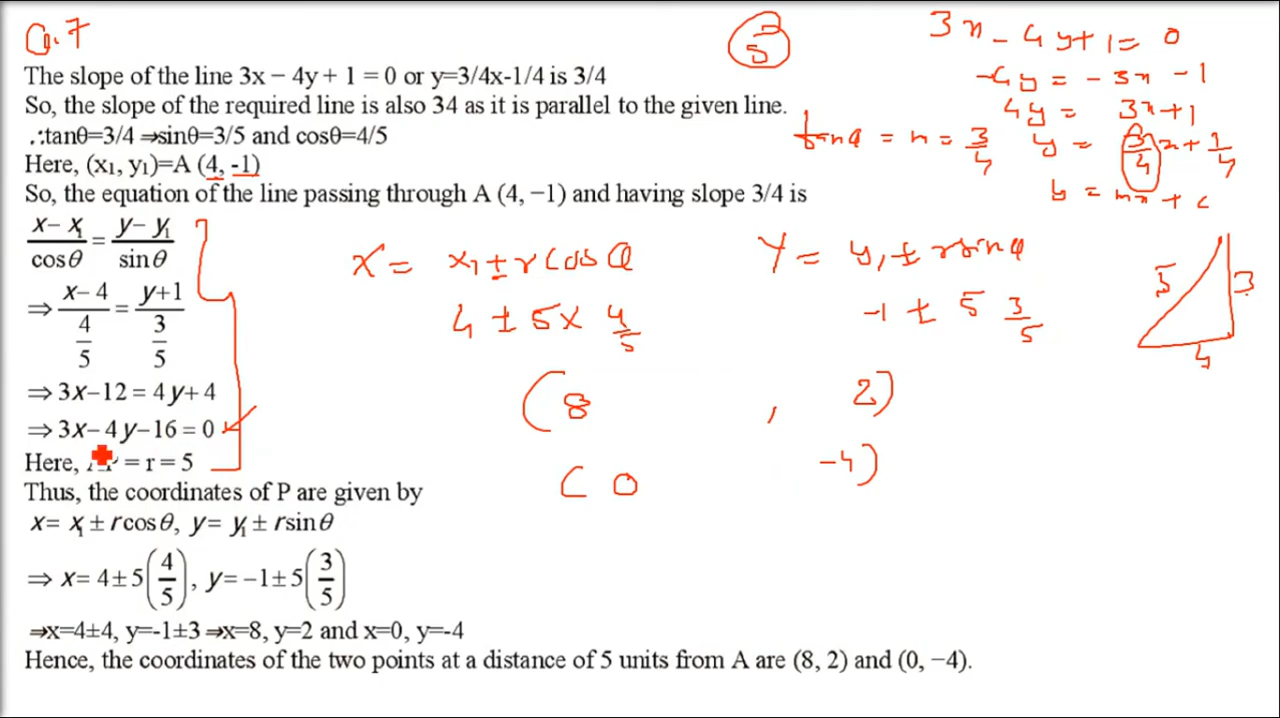 Q.7
The slope of the line 3x − 4y + 1 = 0 or y=3/4x-1/4 is 3/4
So, the slope of the required line is also 34 as it is parallel to the given line.
∴tanθ=3/4 ⇒sinθ=3/5 and cosθ=4/5
Here, (x₁, y₁)=A (4, -1)
So, the equation of the line passing through A (4, −1) and having slope 3/4 is
(x− x₁)/cosθ = (y− y₁)/sinθ
⇒ (x− 4)/(4/5) = (y+1)/(3/5)
⇒ 3x−12 = 4y+4
⇒ 3x−4y−16 = 0
Here, = r = 5
Thus, the coordinates of P are given by
x= x₁ ± rcosθ, y= y₁ ± rsinθ
⇒ x= 4±5(4/5), y= −1±5(3/5)
⇒x=4±4, y=-1±3 ⇒x=8, y=2 and x=0, y=-4
Hence, the coordinates of the two points at a distance of 5 units from A are (8, 2) and (0, −4).
3x - 4y + 1 = 0
-4y = -3x - 1
4y = 3x + 1
tanθ = m = 3/4
y = 3/4 x + 1/4
y = mx + c
X = x₁ ± r cos θ
Y = y₁ ± r sin θ
4 ± 5 × 4/5
-1 ± 5 3/5
(8 , 2)
(0 -4)
5 3
4